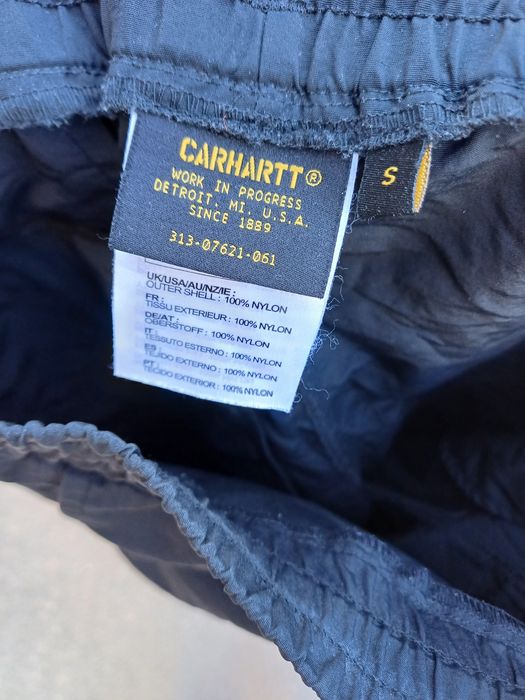 CARHARTT®
WORK IN PROGRESS
DETROIT. MI. U.S.A.
SINCE 1889
313-07621-061
S
UK/USA/AU/NZ/IE :
OUTER SHELL : 100% NYLON
FR :
TISSU EXTERIEUR : 100% NYLON
DE/AT :
OBERSTOFF : 100% NYLON
IT :
TESSUTO ESTERNO : 100% NYLON
ES :
TEJIDO EXTERNO : 100% NYLON
PT :
TECIDO EXTERIOR : 100% NYLON